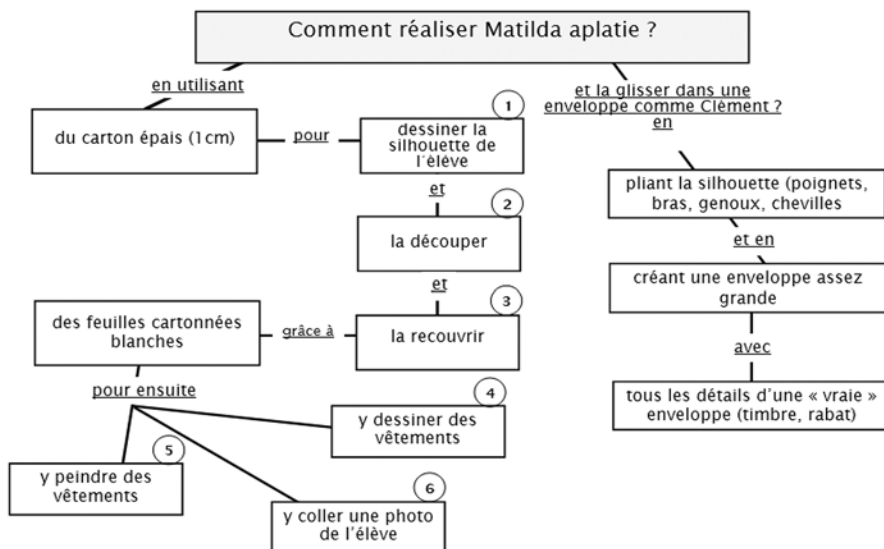 Comment réaliser Matilda aplatie ?
en utilisant
du carton épais (1cm)
pour
1
dessiner la
silhouette de
l'élève
et
2
la découper
et
3
la recouvrir
grâce à
des feuilles cartonnées
blanches
pour ensuite
4
y dessiner des
vêtements
5
y peindre des
vêtements
6
y coller une photo
de l'élève
et la glisser dans une
enveloppe comme Clément ?
en
pliant la silhouette (poignets,
bras, genoux, chevilles
et en
créant une enveloppe assez
grande
avec
tous les détails d'une « vraie »
enveloppe (timbre, rabat)